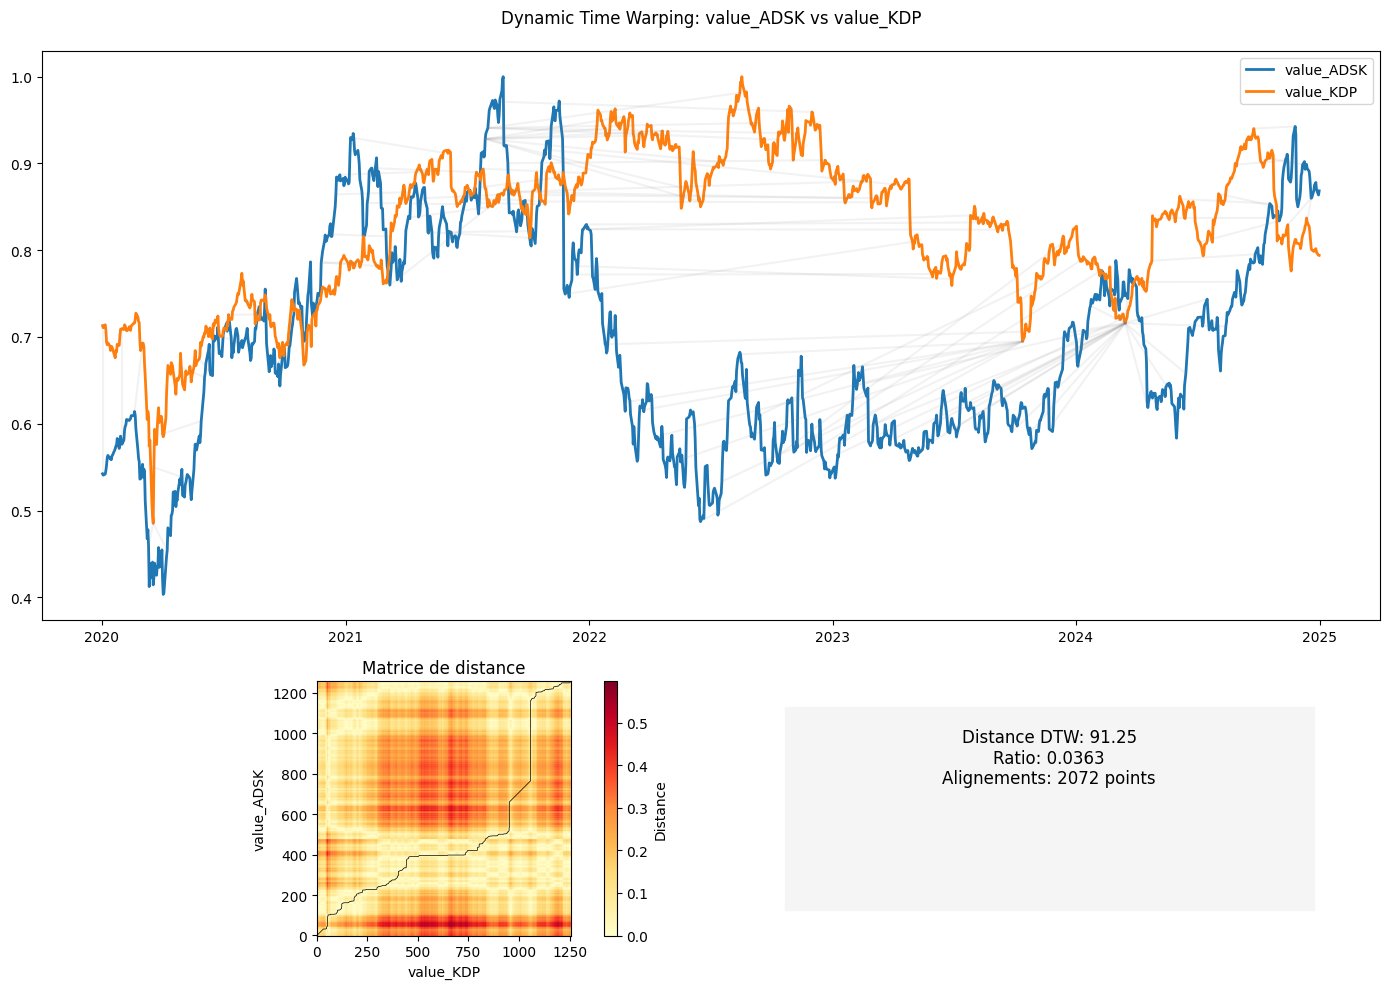 Dynamic Time Warping: value_ADSK vs value_KDP
value_ADSK
value_KDP
1.0
0.9
0.8
0.7
0.6
0.5
0.4
2020 2021 2022 2023 2024 2025
Matrice de distance
1200
1000
800
600
400
200
0
value_ADSK
0 250 500 750 1000 1250
value_KDP
0.5
0.4
0.3
0.2
0.1
0.0
Distance
Distance DTW: 91.25
Ratio: 0.0363
Alignements: 2072 points